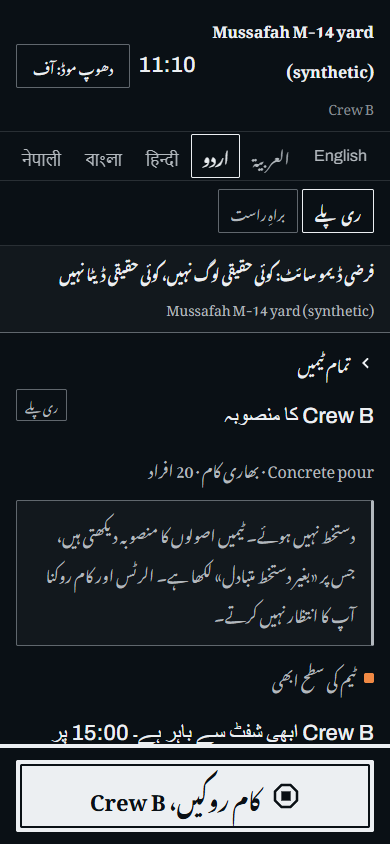 Mussafah M-14 yard
(synthetic)
Crew B
11:10
دھوپ موڈ: آف
English
العربية
اردو
हिन्दी
বাংলা
नेपाली
ری پلے
براہِ راست
فرضی ڈیمو سائٹ: کوئی حقیقی لوگ نہیں، کوئی حقیقی ڈیٹا نہیں
Mussafah M-14 yard (synthetic)
تمام ٹیمیں
Crew B کا منصوبہ
ری پلے
Concrete pour · بھاری کام · 20 افراد
دستخط نہیں ہوئے۔ ٹیمیں اصولوں کا منصوبہ دیکھتی ہیں،
جس پر «بغیر دستخط متبادل» لکھا ہے۔ الرٹس اور کام روکنا
آپ کا انتظار نہیں کرتے۔
ٹیم کی سطح ابھی
Crew B ابھی شفٹ سے باہر ہے۔ 15:00 پر
کام روکیں، Crew B